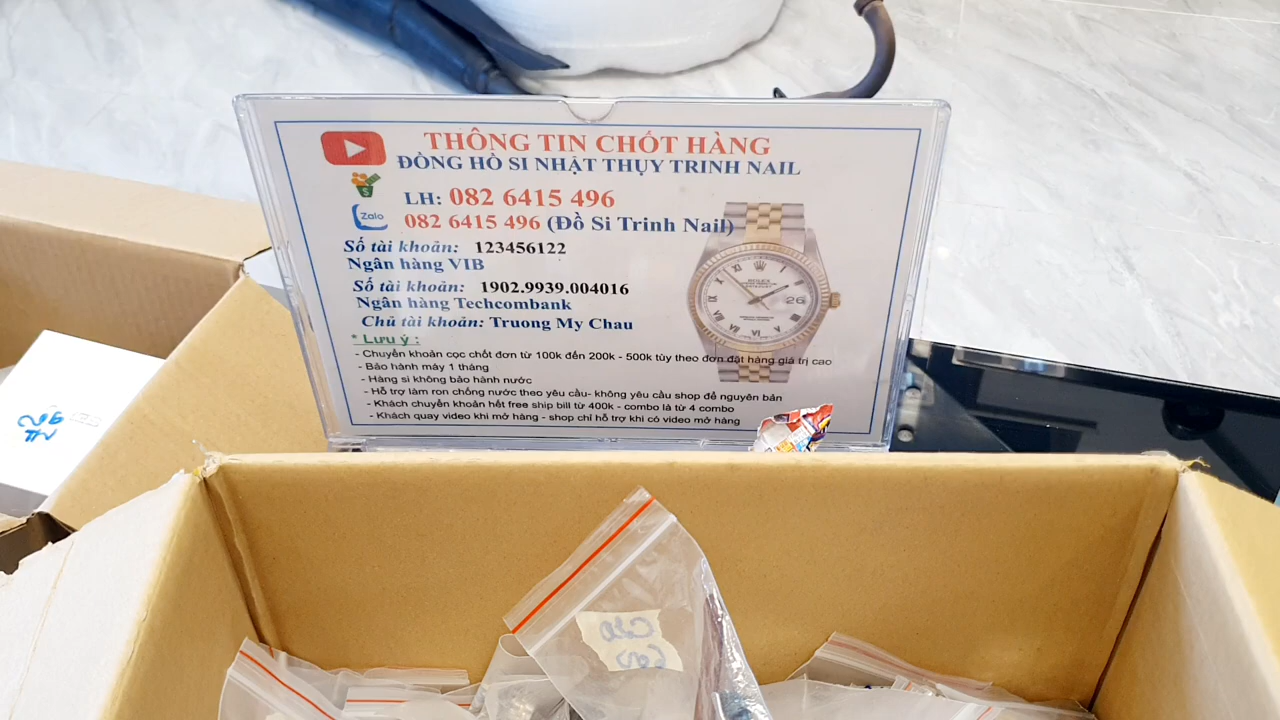 THÔNG TIN CHỐT HÀNG
ĐỒNG HỒ SI NHẬT THỤY TRINH NAIL
LH: 082 6415 496
Zalo
082 6415 496 (Đồ Si Trinh Nail)
Số tài khoản: 123456122
Ngân hàng VIB
Số tài khoản: 1902.9939.004016
Ngân hàng Techcombank
Chủ tài khoản: Truong My Chau
* Lưu ý :
- Chuyển khoản cọc chốt đơn từ 100k đến 200k - 500k tùy theo đơn đặt hàng giá trị cao
- Bảo hành máy 1 tháng
- Hàng si không bảo hành nước
- Hỗ trợ làm ron chống nước theo yêu cầu- không yêu cầu shop để nguyên bản
- Khách chuyển khoản hết free ship bill từ 400k - combo là từ 4 combo
- Khách quay video khi mở hàng - shop chỉ hỗ trợ khi có video mở hàng
ROLEX
26